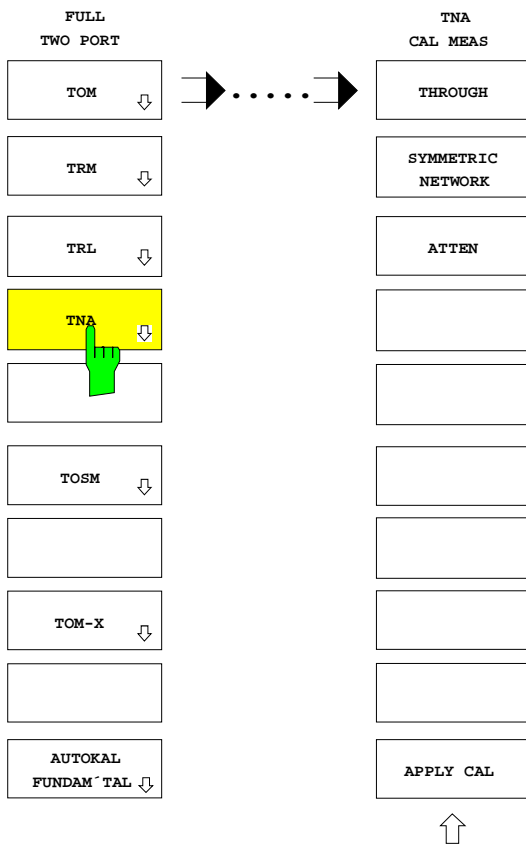 FULL
TWO PORT
TOM
TRM
TRL
TNA
TOSM
TOM-X
AUTOKAL
FUNDAM´TAL
TNA
CAL MEAS
THROUGH
SYMMETRIC
NETWORK
ATTEN
APPLY CAL